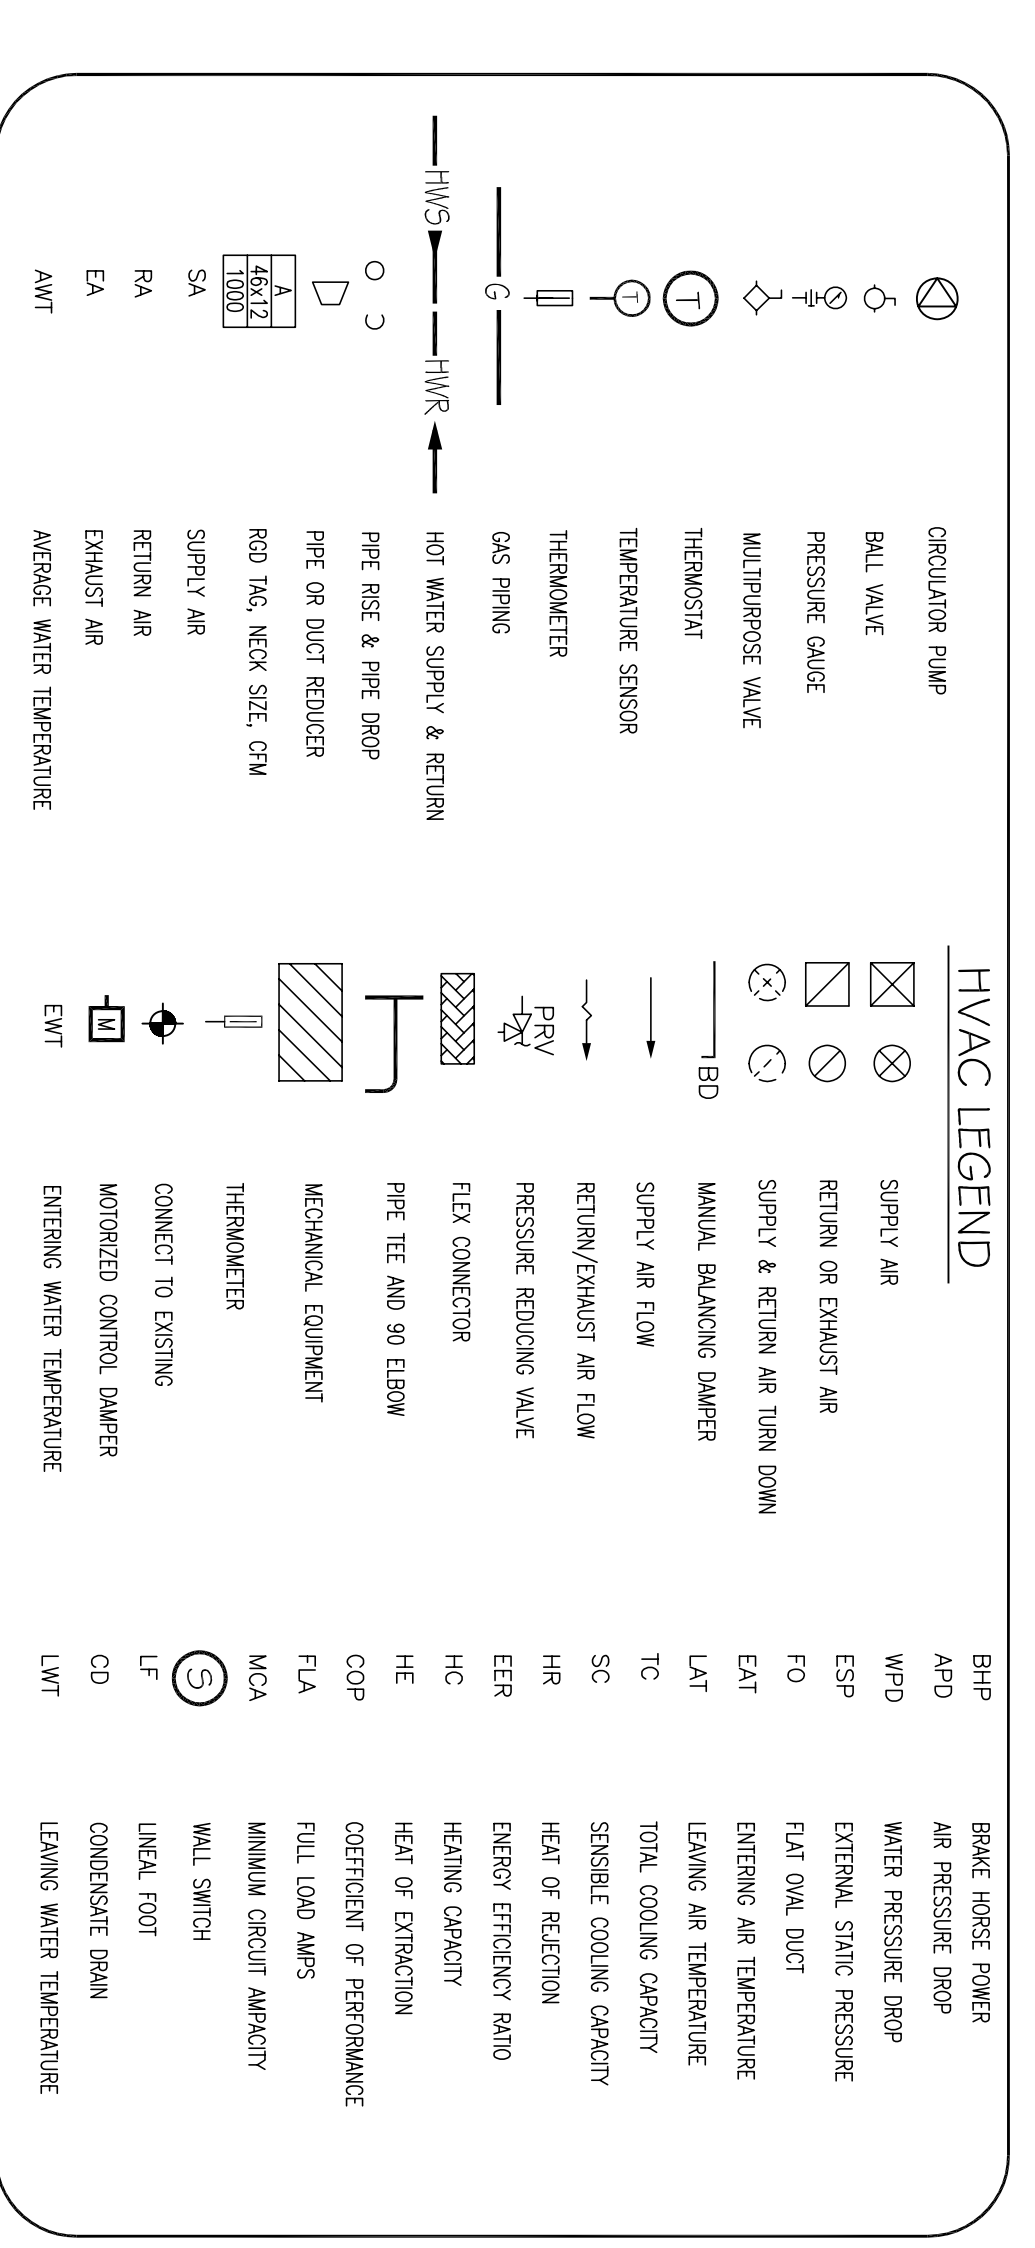 HVAC LEGEND
CIRCULATOR PUMP
BALL VALVE
PRESSURE GAUGE
MULTIPURPOSE VALVE
T THERMOSTAT
T TEMPERATURE SENSOR
THERMOMETER
G GAS PIPING
HWS HWR HOT WATER SUPPLY & RETURN
PIPE RISE & PIPE DROP
PIPE OR DUCT REDUCER
A
46x12
1000
RGD TAG, NECK SIZE, CFM
SA SUPPLY AIR
RA RETURN AIR
EA EXHAUST AIR
AWT AVERAGE WATER TEMPERATURE
SUPPLY AIR
RETURN OR EXHAUST AIR
SUPPLY & RETURN AIR TURN DOWN
BD MANUAL BALANCING DAMPER
SUPPLY AIR FLOW
RETURN/EXHAUST AIR FLOW
PRV PRESSURE REDUCING VALVE
FLEX CONNECTOR
PIPE TEE AND 90 ELBOW
MECHANICAL EQUIPMENT
THERMOMETER
CONNECT TO EXISTING
M MOTORIZED CONTROL DAMPER
EWT ENTERING WATER TEMPERATURE
BHP BRAKE HORSE POWER
APD AIR PRESSURE DROP
WPD WATER PRESSURE DROP
ESP EXTERNAL STATIC PRESSURE
FO FLAT OVAL DUCT
EAT ENTERING AIR TEMPERATURE
LAT LEAVING AIR TEMPERATURE
TC TOTAL COOLING CAPACITY
SC SENSIBLE COOLING CAPACITY
HR HEAT OF REJECTION
EER ENERGY EFFICIENCY RATIO
HC HEATING CAPACITY
HE HEAT OF EXTRACTION
COP COEFFICIENT OF PERFORMANCE
FLA FULL LOAD AMPS
MCA MINIMUM CIRCUIT AMPACITY
S WALL SWITCH
LF LINEAL FOOT
CD CONDENSATE DRAIN
LWT LEAVING WATER TEMPERATURE